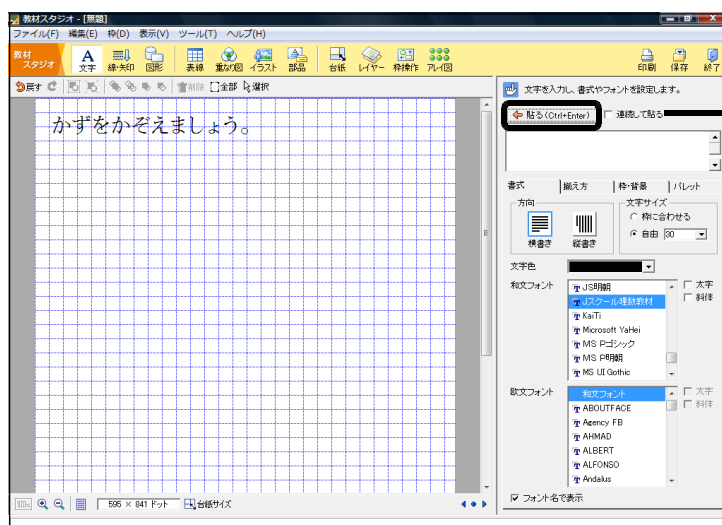 教材スタジオ - [無題]
ファイル(F) 編集(E) 枠(D) 表示(V) ツール(T) ヘルプ(H)
教材
スタジオ
A
文字 線・矢印 図形 表線 重なり図 イラスト 部品 台紙 レイヤー 枠操作 アレイ図 印刷 保存 終了
戻す 削除 全部 選択
かずをかぞえましょう。
文字を入力し、書式やフォントを設定します。
貼る(Ctrl+Enter) 連続して貼る
書式 揃え方 枠・背景 パレット
方向 文字サイズ
横書き 縦書き
枠に合わせる
自由 30
文字色
和文フォント
JS明朝
Jスクール理数教材
KaiTi
Microsoft YaHei
MS Pゴシック
MS P明朝
MS UI Gothic
太字
斜体
欧文フォント
和文フォント
ABOUTFACE
Agency FB
AHMAD
ALBERT
ALFONSO
Andalus
太字
斜体
フォント名で表示
100% 595 × 841 ドット 台紙サイズ